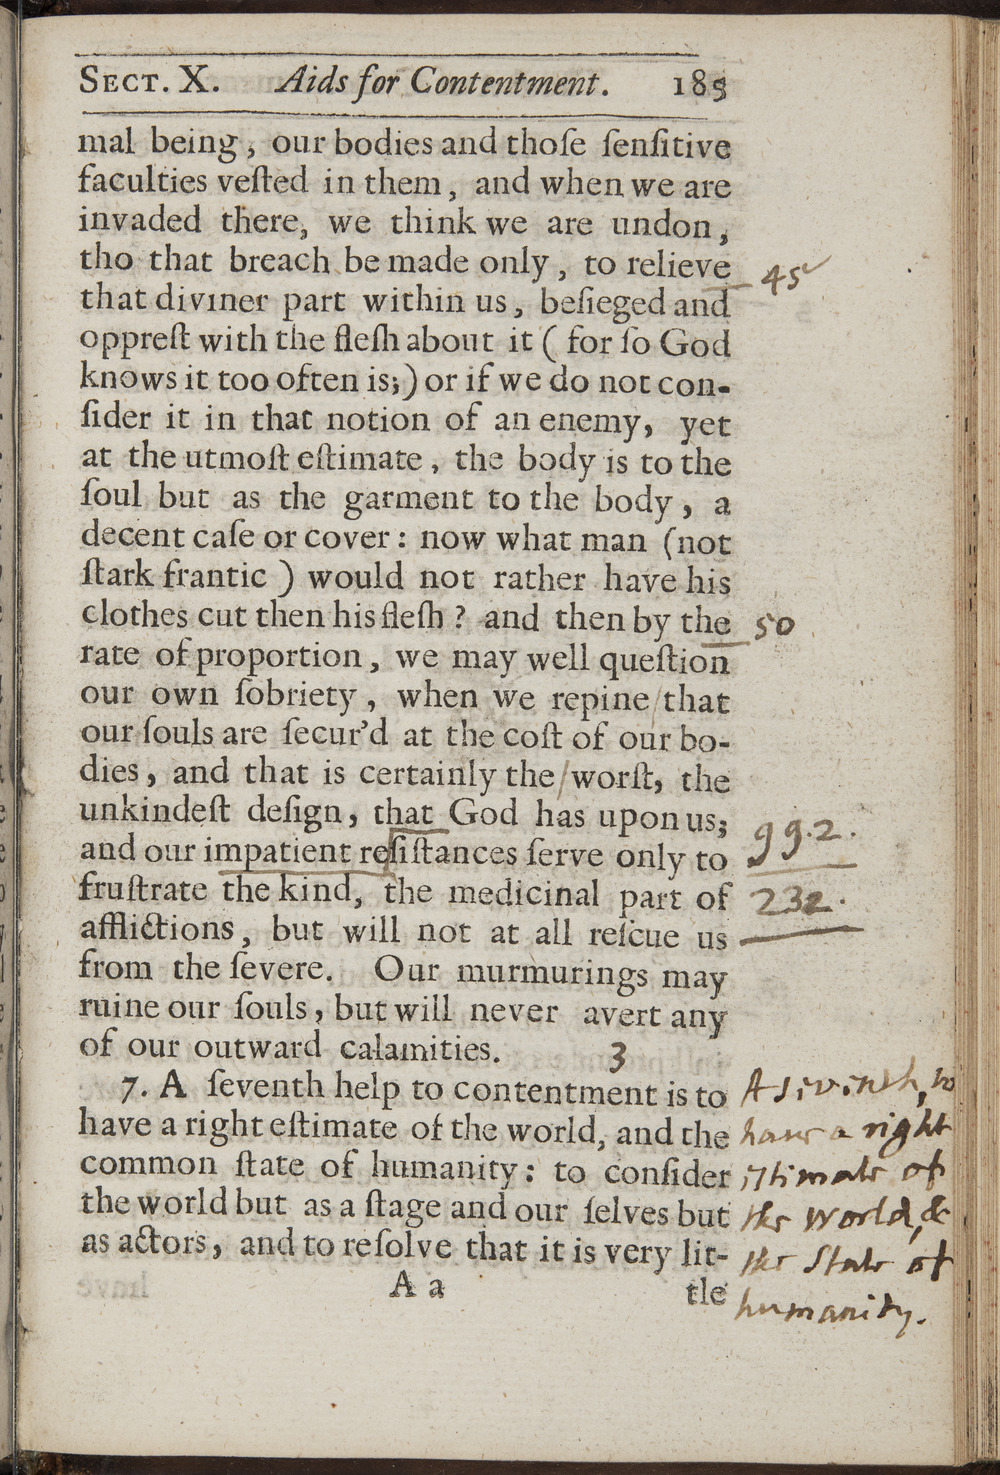 SECT. X. Aids for Contentment. 185
mal being, our bodies and thoſe ſenſitive
faculties veſted in them, and when we are
invaded there, we think we are undon,
tho that breach be made only, to relieve 45
that diviner part within us, beſieged and
oppreſt with the fleſh about it ( for ſo God
knows it too often is;) or if we do not con-
ſider it in that notion of an enemy, yet
at the utmoſt eſtimate, the body is to the
ſoul but as the garment to the body, a
decent caſe or cover: now what man (not
ſtark frantic ) would not rather have his
clothes cut then his fleſh? and then by the 50
rate of proportion, we may well queſtion
our own ſobriety, when we repine that
our ſouls are ſecur'd at the coſt of our bo-
dies, and that is certainly the worſt, the
unkindeſt deſign, that God has upon us;
and our impatient reſiſtances ſerve only to 99.2.
fruſtrate the kind, the medicinal part of 232.
afflictions, but will not at all reſcue us
from the ſevere. Our murmurings may
ruine our ſouls, but will never avert any
of our outward calamities. 3
7. A ſeventh help to contentment is to
have a right eſtimate of the world, and the
common ſtate of humanity: to conſider
the world but as a ſtage and our ſelves but
as actors, and to reſolve that it is very lit-
A a tle
A seventh, to
have a right
estimate of
the World, &
the State of
humanity.